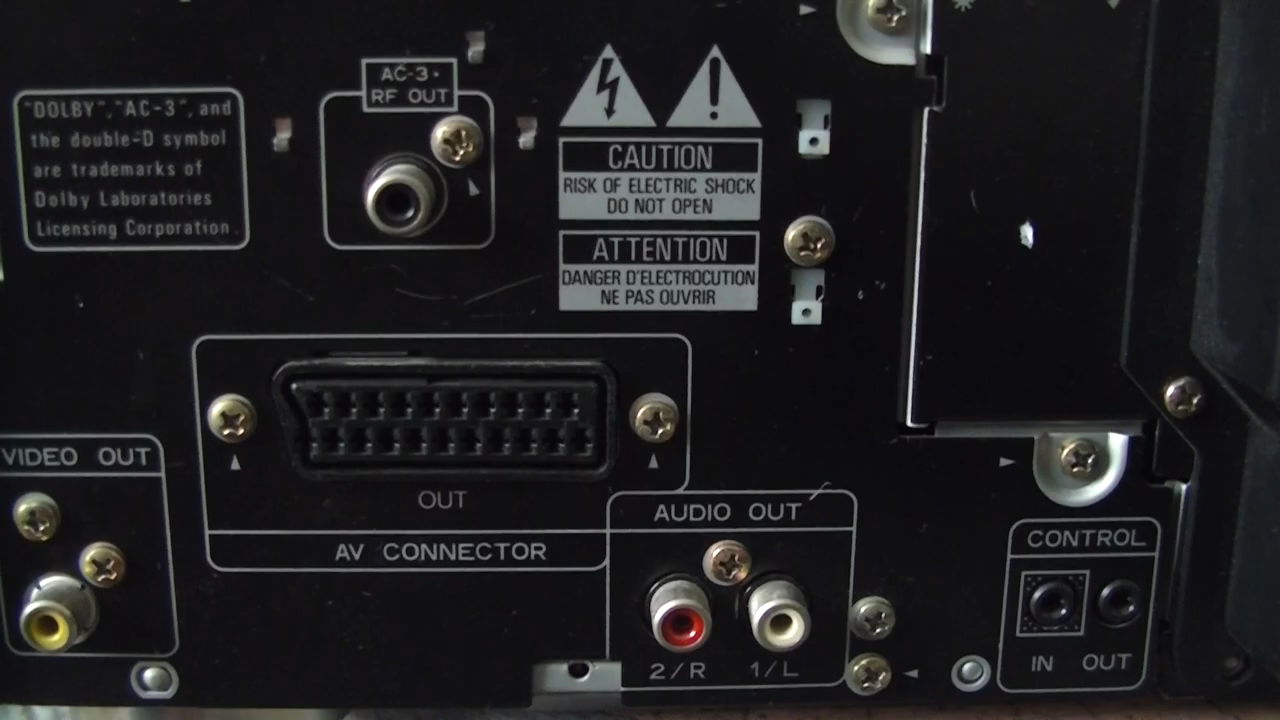 "DOLBY", "AC-3", and
the double-D symbol
are trademarks of
Dolby Laboratories
Licensing Corporation.
AC-3・
RF OUT
CAUTION
RISK OF ELECTRIC SHOCK
DO NOT OPEN
ATTENTION
DANGER D'ELECTROCUTION
NE PAS OUVRIR
VIDEO OUT
OUT
AV CONNECTOR
AUDIO OUT
2/R 1/L
CONTROL
IN OUT